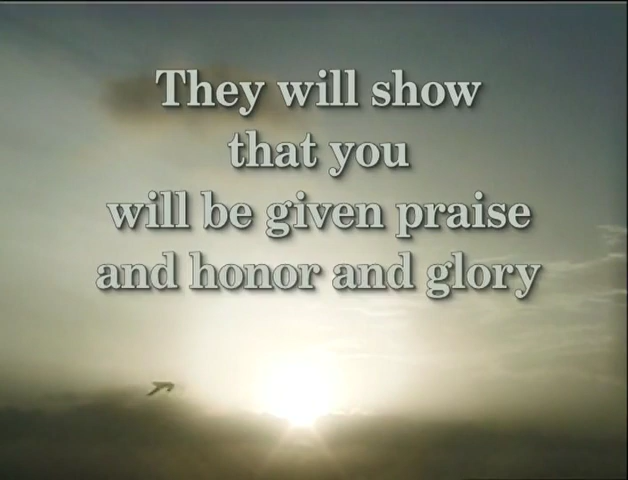 They will show
that you
will be given praise
and honor and glory